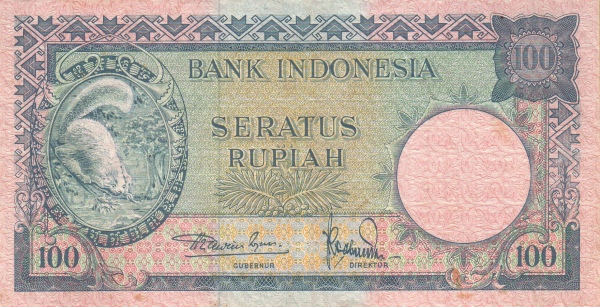 100
BANK INDONESIA
SERATUS
RUPIAH
100
GUBERNUR
DIREKTUR
100